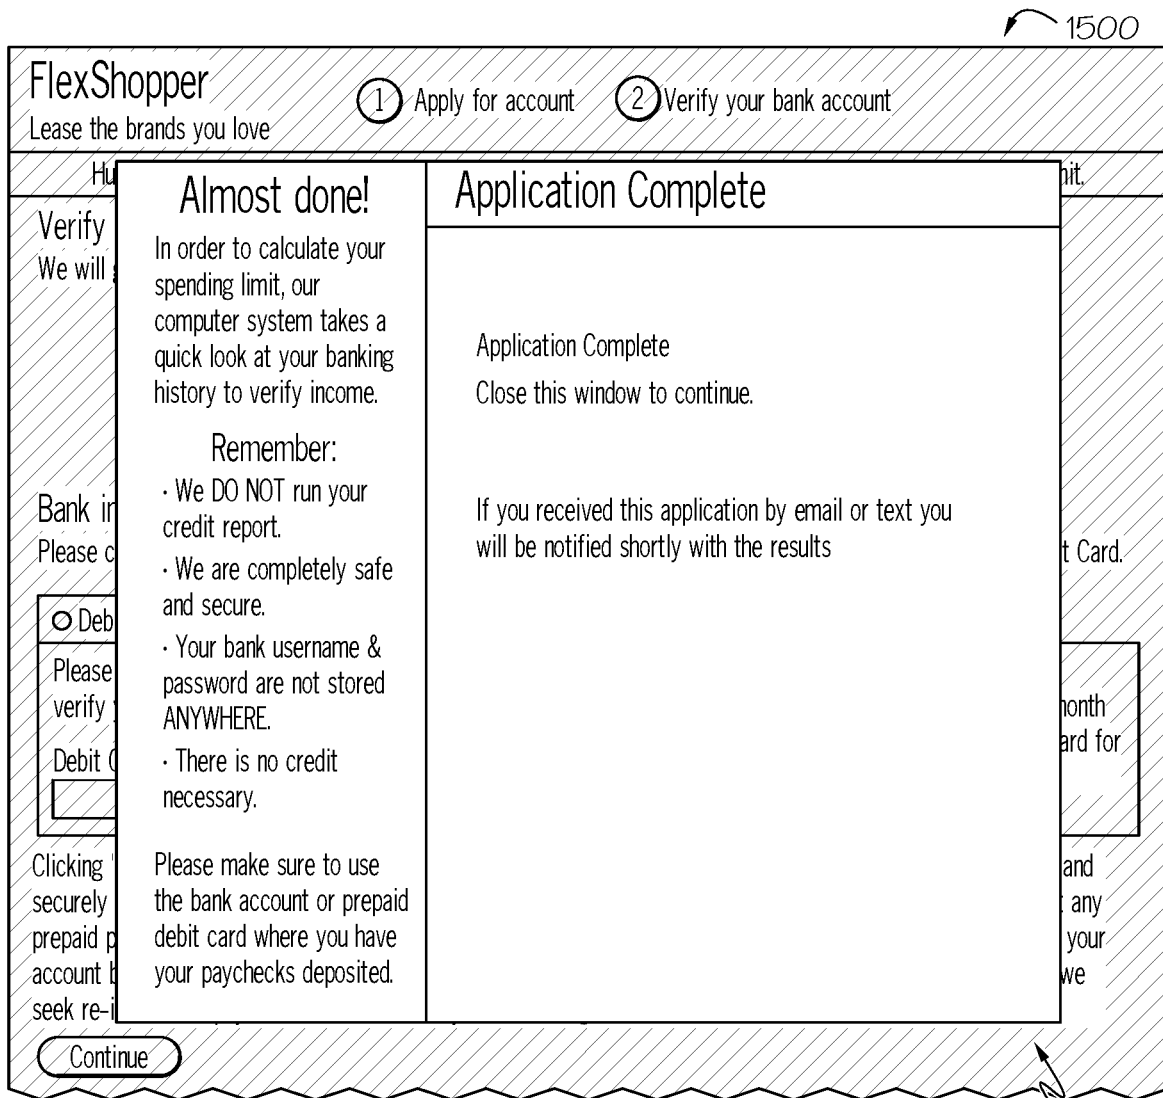 1500
FlexShopper
Lease the brands you love
1 Apply for account
2 Verify your bank account
Hu
nit.
Verify
We will
Almost done!
In order to calculate your
spending limit, our
computer system takes a
quick look at your banking
history to verify income.
Remember:
· We DO NOT run your
credit report.
· We are completely safe
and secure.
· Your bank username &
password are not stored
ANYWHERE.
· There is no credit
necessary.
Please make sure to use
the bank account or prepaid
debit card where you have
your paychecks deposited.
Application Complete
Application Complete
Close this window to continue.
If you received this application by email or text you
will be notified shortly with the results
Bank in
Please c
t Card.
Deb
Please
verify
Debit
onth
ard for
Clicking
securely
prepaid p
account b
seek re-i
and
any
your
we
Continue